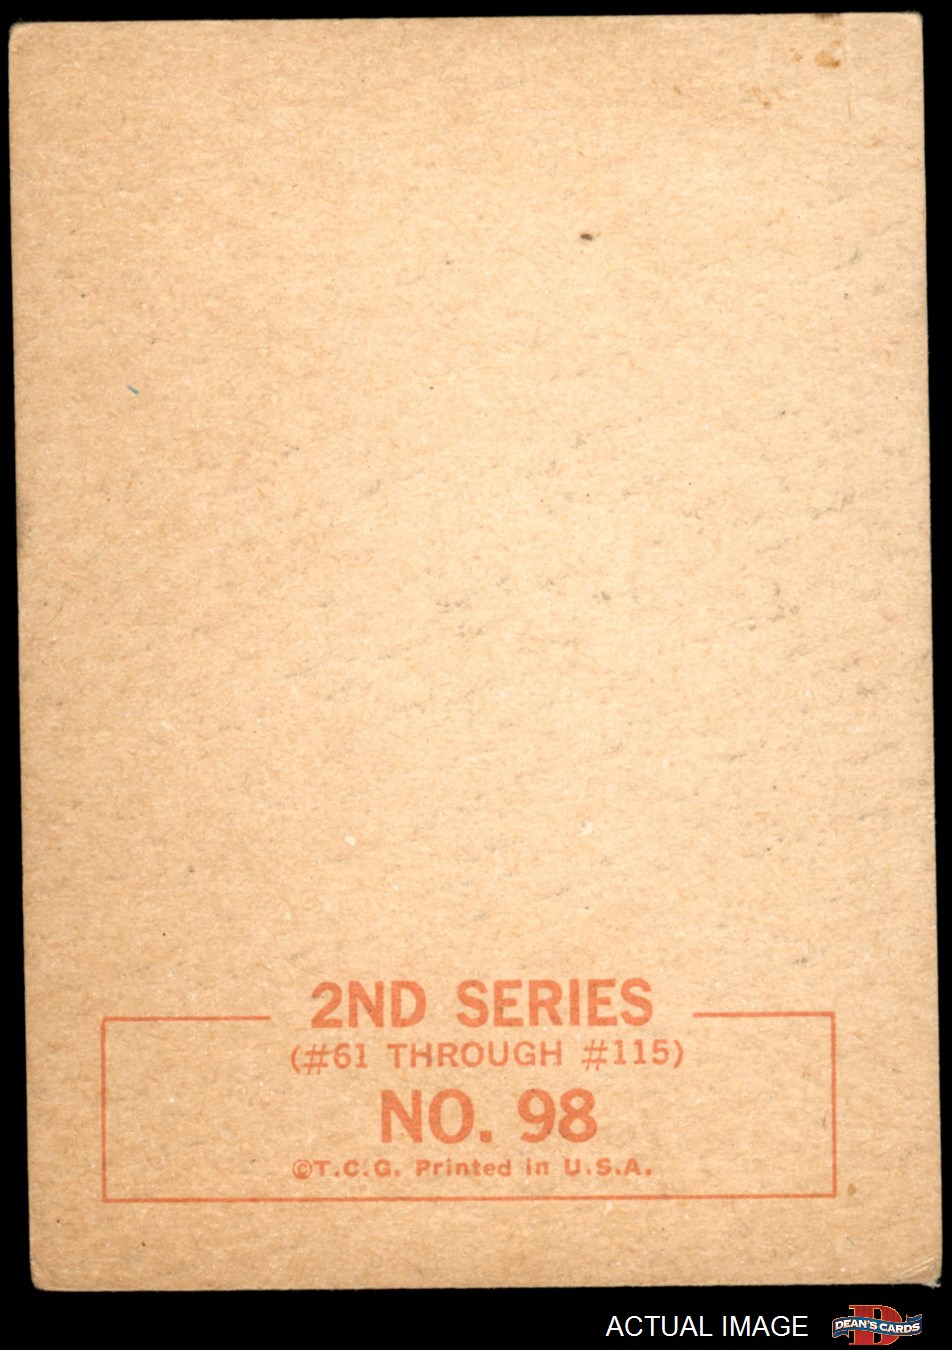 2ND SERIES
(#61 THROUGH #115)
NO. 98
©T.C.G. Printed in U.S.A.
ACTUAL IMAGE
DEAN'S CARDS